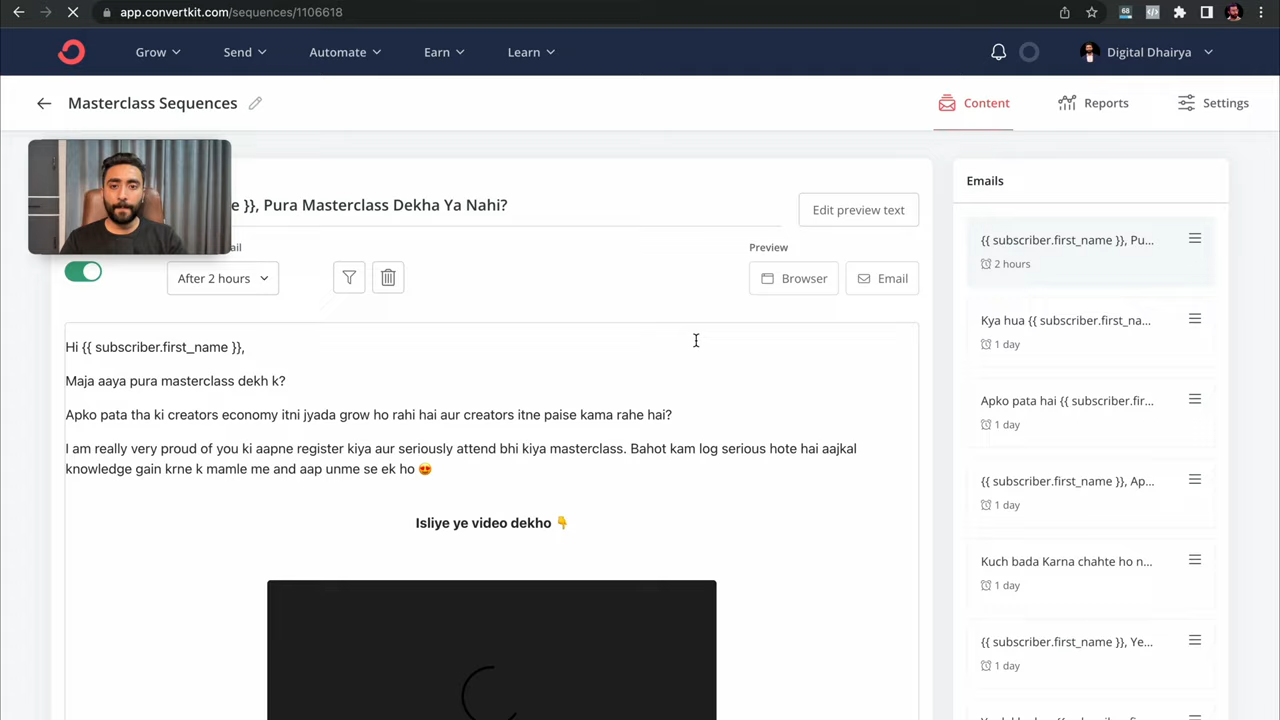 app.convertkit.com/sequences/1106618
68
Grow
Send
Automate
Earn
Learn
Digital Dhairya
Masterclass Sequences
Content
Reports
Settings
e }}, Pura Masterclass Dekha Ya Nahi?
Edit preview text
ail
After 2 hours
Preview
Browser
Email
Hi {{ subscriber.first_name }},
Maja aaya pura masterclass dekh k?
Apko pata tha ki creators economy itni jyada grow ho rahi hai aur creators itne paise kama rahe hai?
I am really very proud of you ki aapne register kiya aur seriously attend bhi kiya masterclass. Bahot kam log serious hote hai aajkal
knowledge gain krne k mamle me and aap unme se ek ho 😍
Isliye ye video dekho 👇
Emails
{{ subscriber.first_name }}, Pu...
2 hours
Kya hua {{ subscriber.first_na...
1 day
Apko pata hai {{ subscriber.fir...
1 day
{{ subscriber.first_name }}, Ap...
1 day
Kuch bada Karna chahte ho n...
1 day
{{ subscriber.first_name }}, Ye...
1 day